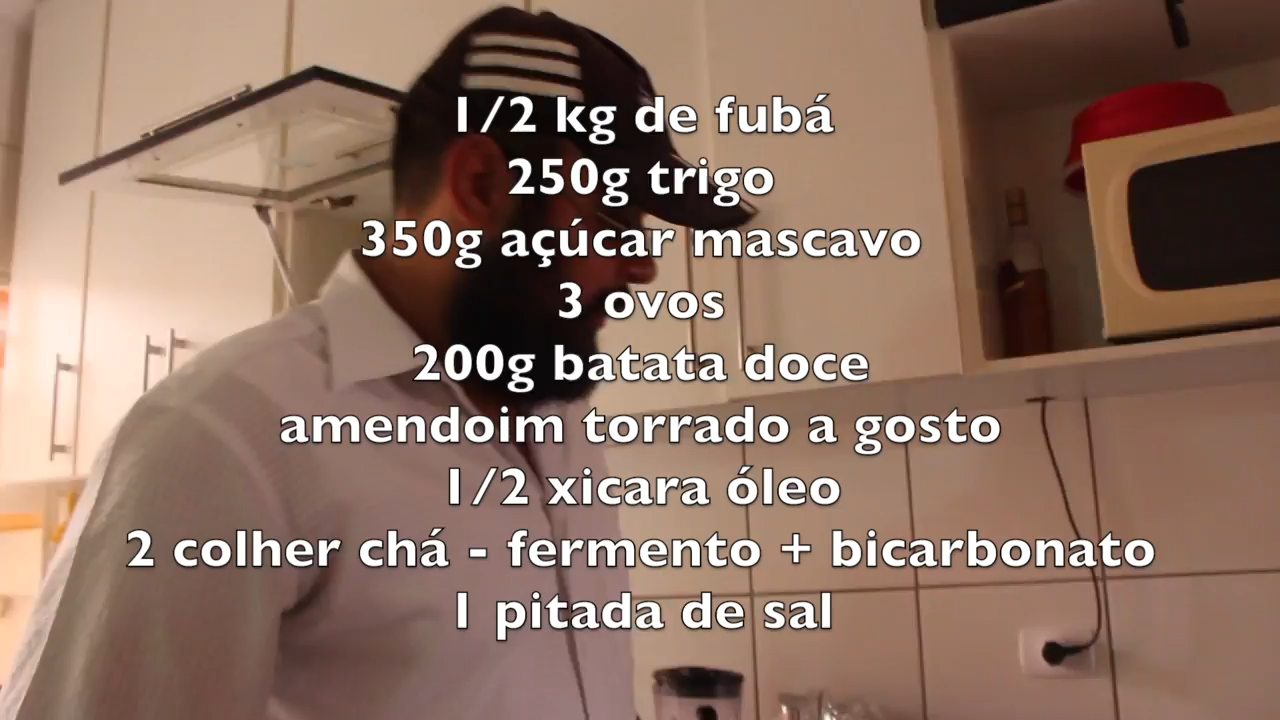 1/2 kg de fubá
250g trigo
350g açúcar mascavo
3 ovos
200g batata doce
amendoim torrado a gosto
1/2 xicara óleo
2 colher chá - fermento + bicarbonato
1 pitada de sal